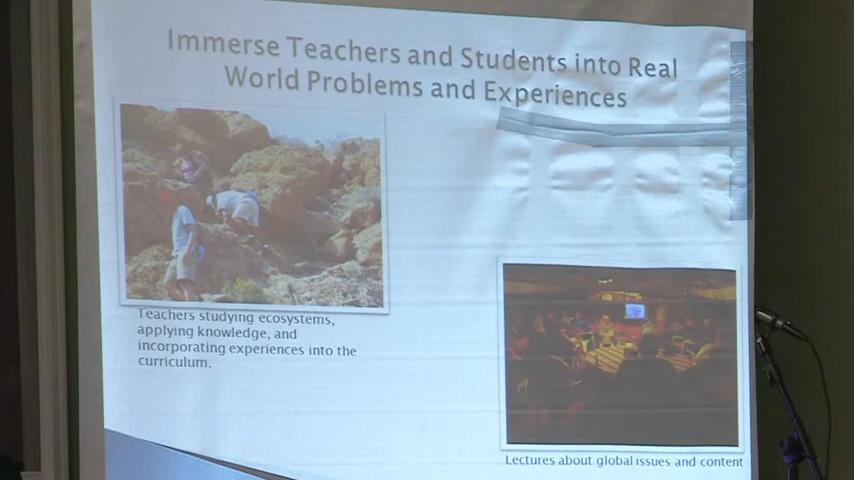 Immerse Teachers and Students into Real
World Problems and Experiences
Teachers studying ecosystems,
applying knowledge, and
incorporating experiences into the
curriculum.
Lectures about global issues and content